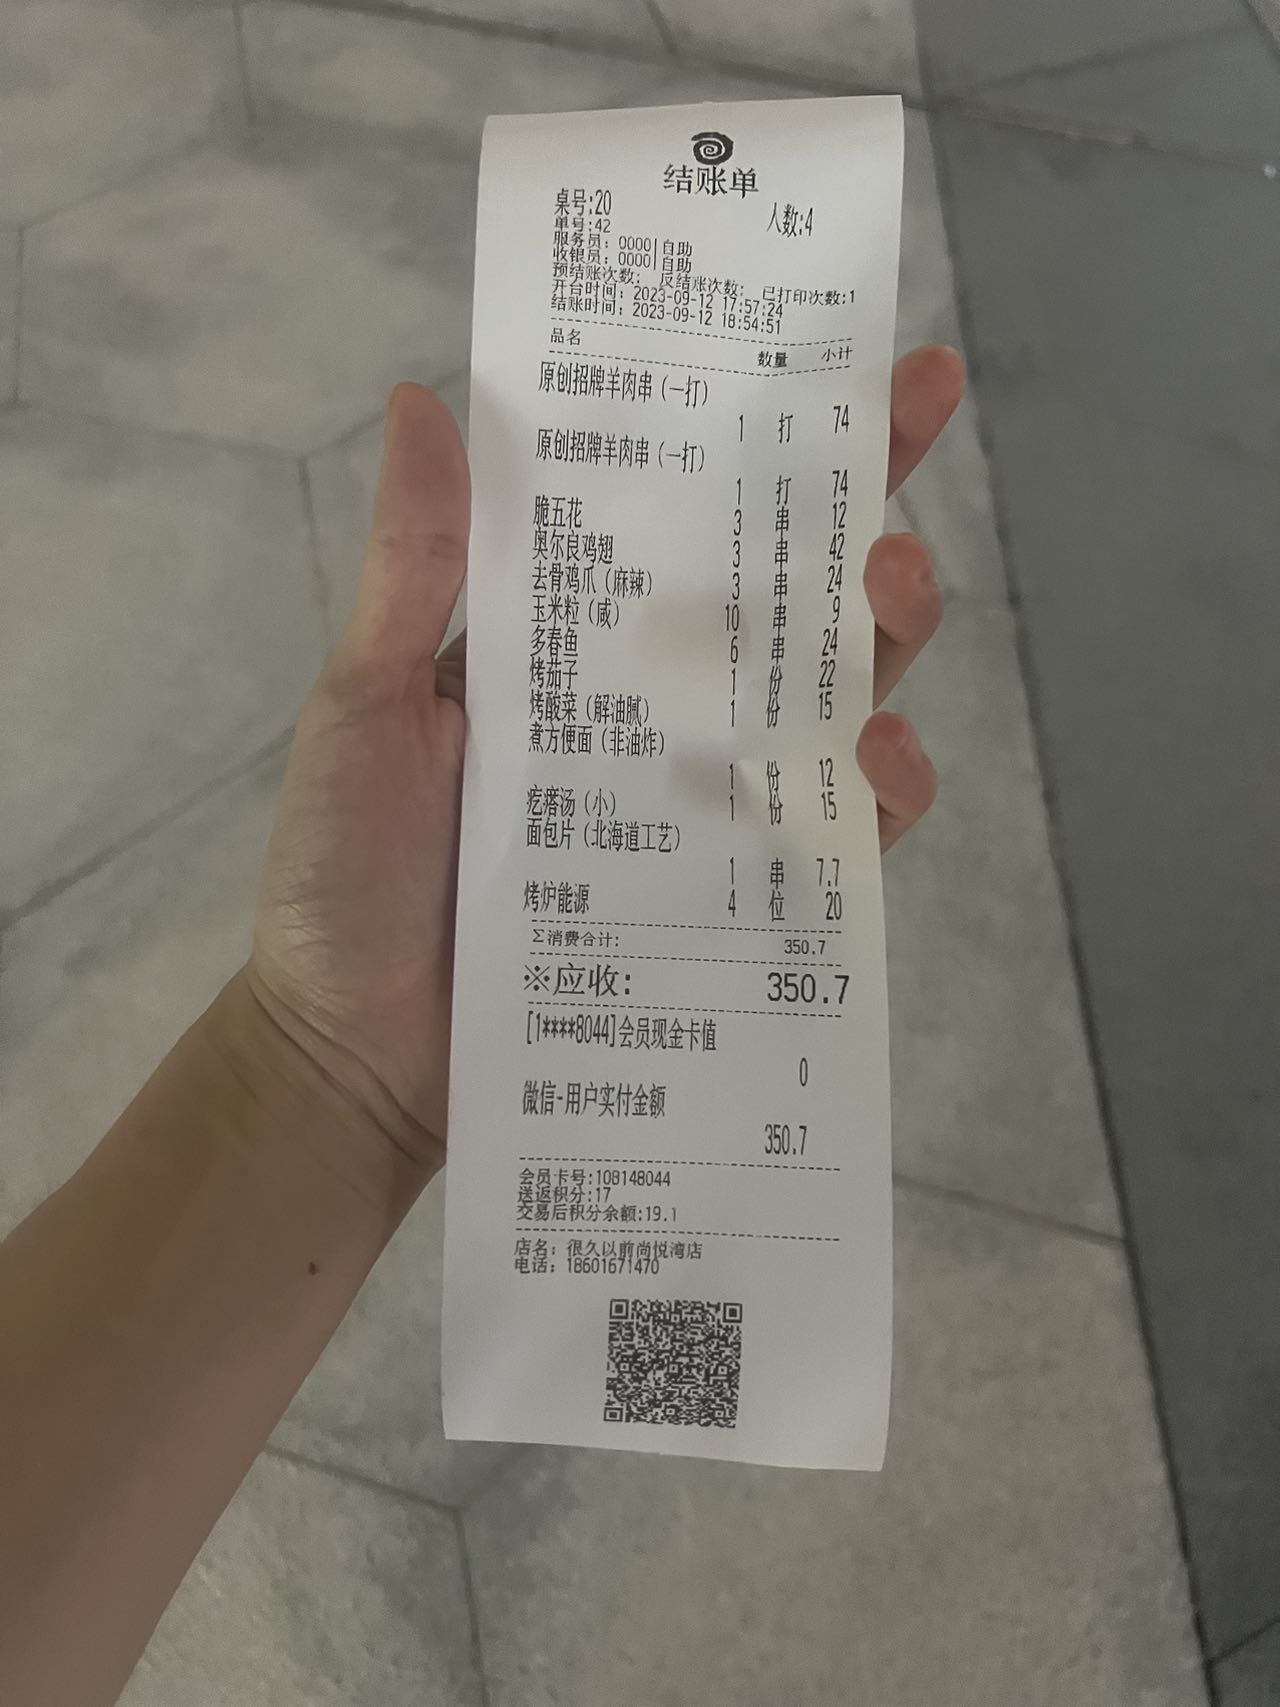 结账单
桌号:20 人数:4
单号:42
服务员: 0000|自助
收银员: 0000|自助
预结账次数: 反结账次数: 已打印次数:1
开台时间: 2023-09-12 17:57:24
结账时间: 2023-09-12 18:54:51
品名 数量 小计
原创招牌羊肉串(一打)
1 打 74
原创招牌羊肉串(一打)
1 打 74
脆五花 3 串 12
奥尔良鸡翅 3 串 42
去骨鸡爪(麻辣) 3 串 24
玉米粒(咸) 10 串 9
多春鱼 6 串 24
烤茄子 1 份 22
烤酸菜(解油腻) 1 份 15
煮方便面(非油炸)
1 份 12
疙瘩汤(小) 1 份 15
面包片(北海道工艺)
1 串 7.7
烤炉能源 4 位 20
Σ消费合计: 350.7
※应收: 350.7
[1****8044]会员现金卡值
0
微信-用户实付金额
350.7
会员卡号:108148044
送返积分:17
交易后积分余额:19.1
店名: 很久以前尚悦湾店
电话: 18601671470